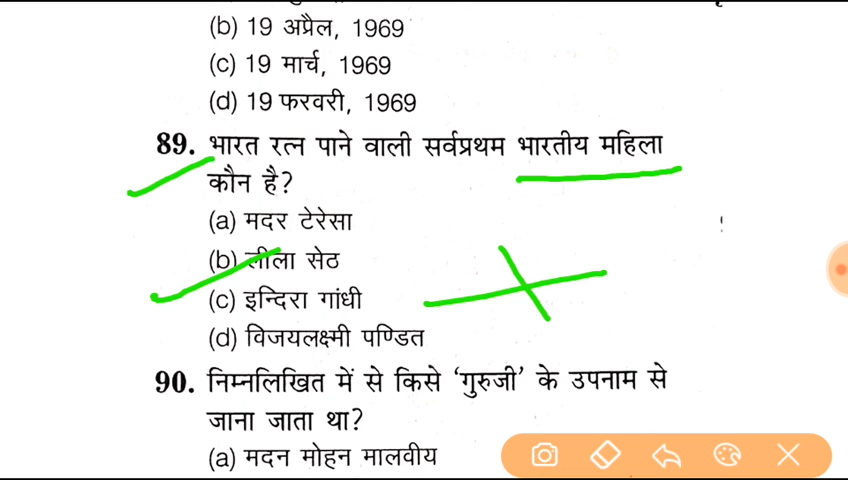 (b) 19 अप्रैल, 1969
(c) 19 मार्च, 1969
(d) 19 फरवरी, 1969
89. भारत रत्न पाने वाली सर्वप्रथम भारतीय महिला
कौन है?
(a) मदर टेरेसा
(b) लीला सेठ
(c) इन्दिरा गांधी
(d) विजयलक्ष्मी पण्डित
90. निम्नलिखित में से किसे ‘गुरुजी’ के उपनाम से
जाना जाता था?
(a) मदन मोहन मालवीय